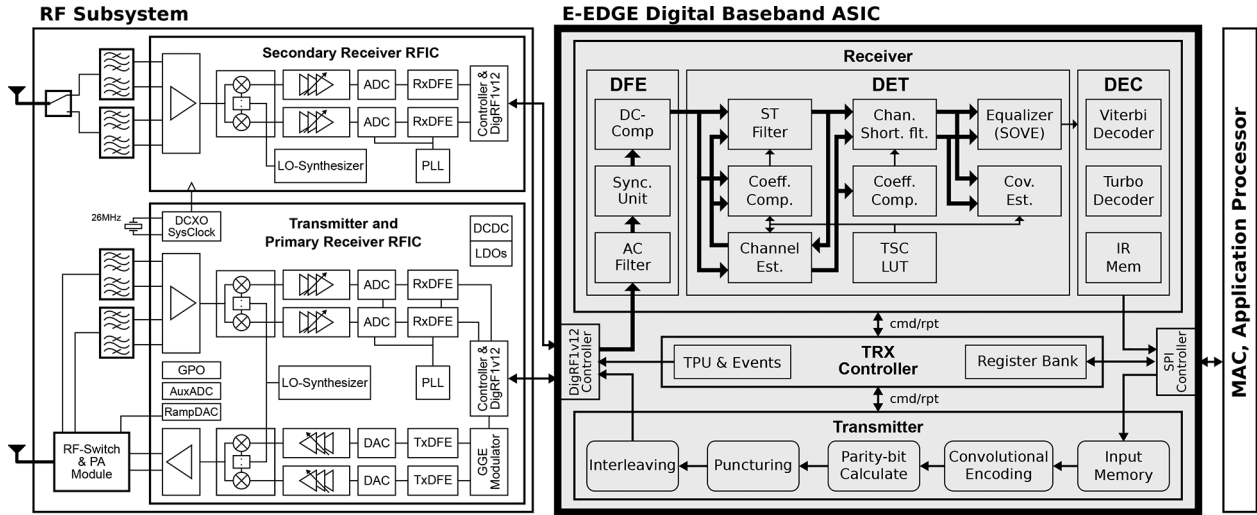 RF Subsystem
Secondary Receiver RFIC
ADC
RxDFE
ADC
RxDFE
Controller &
DigRF1v12
LO-Synthesizer
PLL
26MHz
DCXO
SysClock
Transmitter and
Primary Receiver RFIC
DCDC
LDOs
ADC
RxDFE
ADC
RxDFE
Controller &
DigRF1v12
GPO
AuxADC
RampDAC
LO-Synthesizer
PLL
RF-Switch
& PA
Module
DAC
TxDFE
DAC
TxDFE
GGE
Modulator
E-EDGE Digital Baseband ASIC
Receiver
DFE
DC-
Comp
Sync.
Unit
AC
Filter
DET
ST
Filter
Chan.
Short. flt.
Equalizer
(SOVE)
Coeff.
Comp.
Coeff.
Comp.
Cov.
Est.
Channel
Est.
TSC
LUT
DEC
Viterbi
Decoder
Turbo
Decoder
IR
Mem
cmd/rpt
DigRF1v12
Controller
TPU & Events
TRX
Controller
Register Bank
SPI
Controller
cmd/rpt
Transmitter
Interleaving
Puncturing
Parity-bit
Calculate
Convolutional
Encoding
Input
Memory
MAC, Application Processor